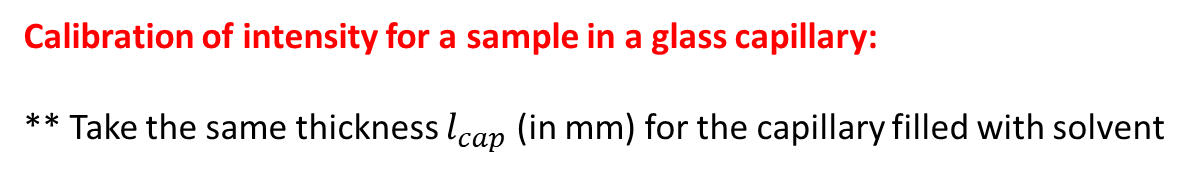 Calibration of intensity for a sample in a glass capillary:
** Take the same thickness l_cap (in mm) for the capillary filled with solvent